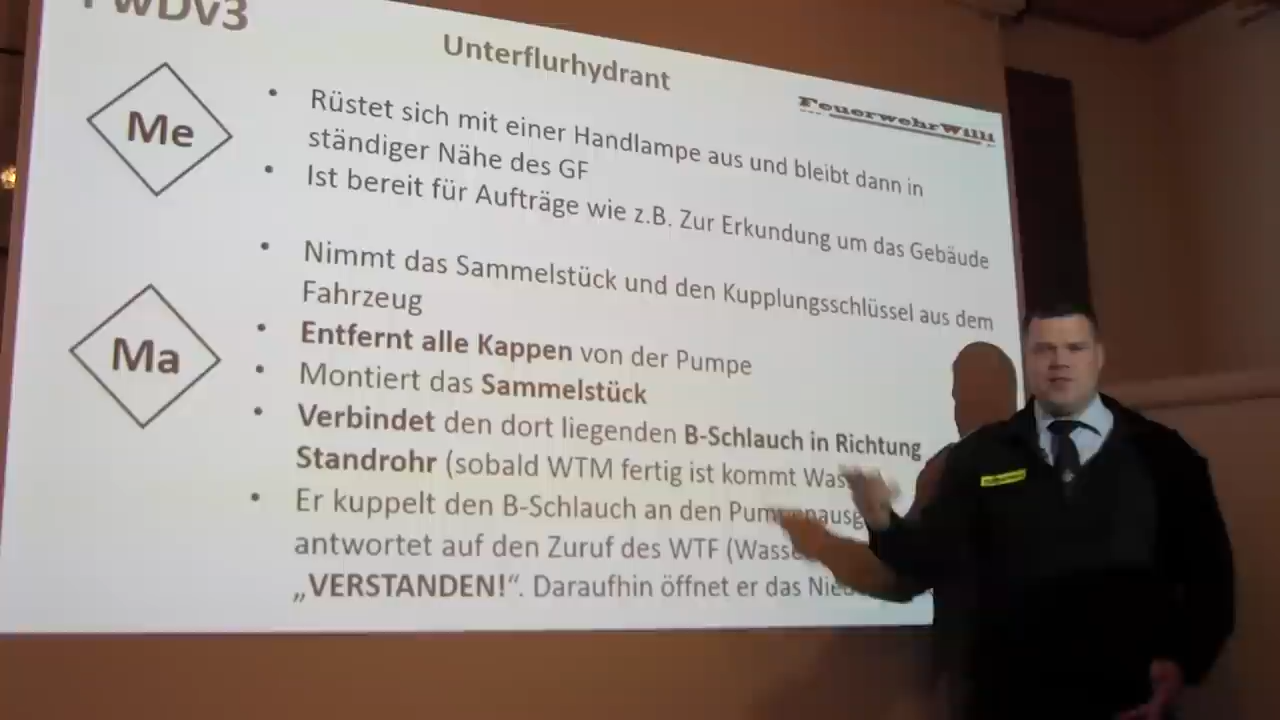 FwDV3
Unterflurhydrant
FeuerwehrWilli
Me
Rüstet sich mit einer Handlampe aus und bleibt dann in
ständiger Nähe des GF
Ist bereit für Aufträge wie z.B. Zur Erkundung um das Gebäude
Ma
Nimmt das Sammelstück und den Kupplungsschlüssel aus dem
Fahrzeug
Entfernt alle Kappen von der Pumpe
Montiert das Sammelstück
Verbindet den dort liegenden B-Schlauch in Richtung
Standrohr (sobald WTM fertig ist kommt
Er kuppelt den B-Schlauch an den
antwortet auf den Zuruf des WTF
„VERSTANDEN!“. Daraufhin öffnet er das